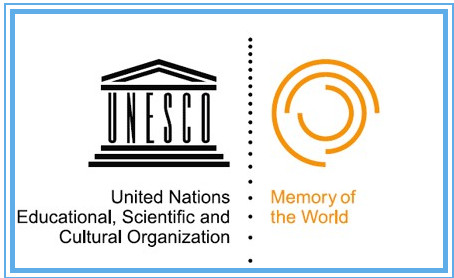 UNESCO
United Nations
Educational, Scientific and
Cultural Organization
Memory of
the World